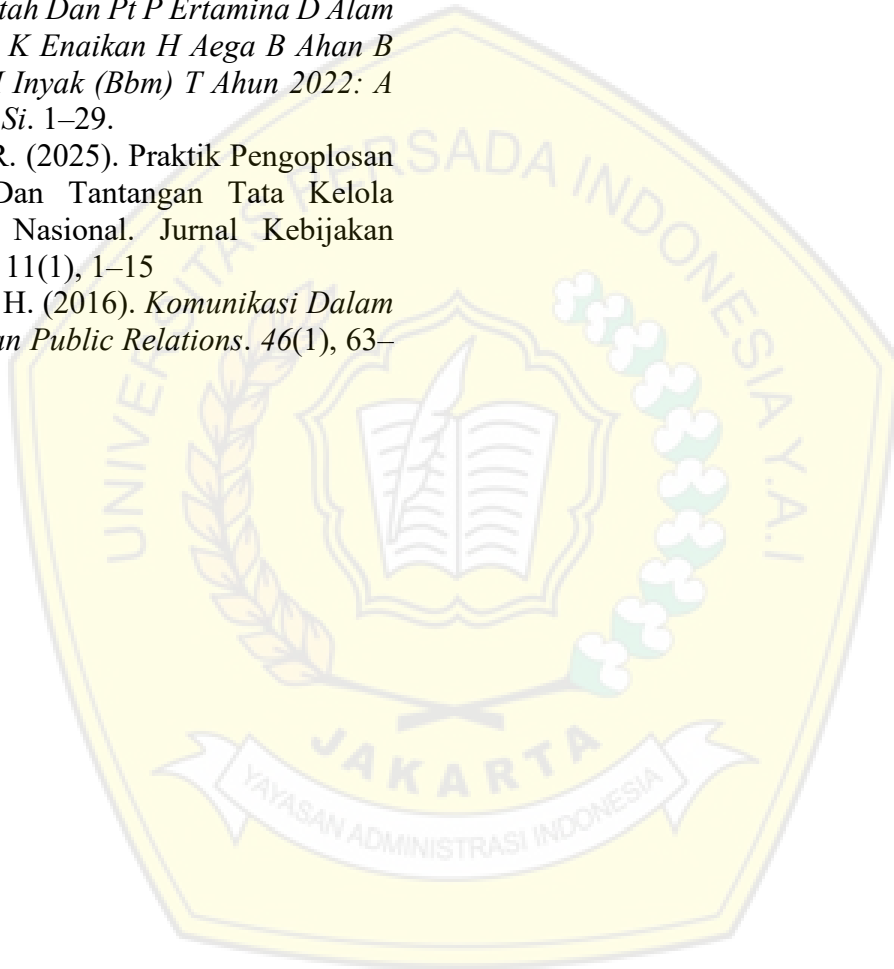 tah Dan Pt P Ertamina D Alam
K Enaikan H Aega B Ahan B
Inyak (Bbm) T Ahun 2022: A
Si. 1–29.
R. (2025). Praktik Pengoplosan
Dan Tantangan Tata Kelola
Nasional. Jurnal Kebijakan
11(1), 1–15
H. (2016). Komunikasi Dalam
an Public Relations. 46(1), 63–
UNIVERSITAS PERSADA INDONESIA Y.A.I
JAKARTA
YAYASAN ADMINISTRASI INDONESIA